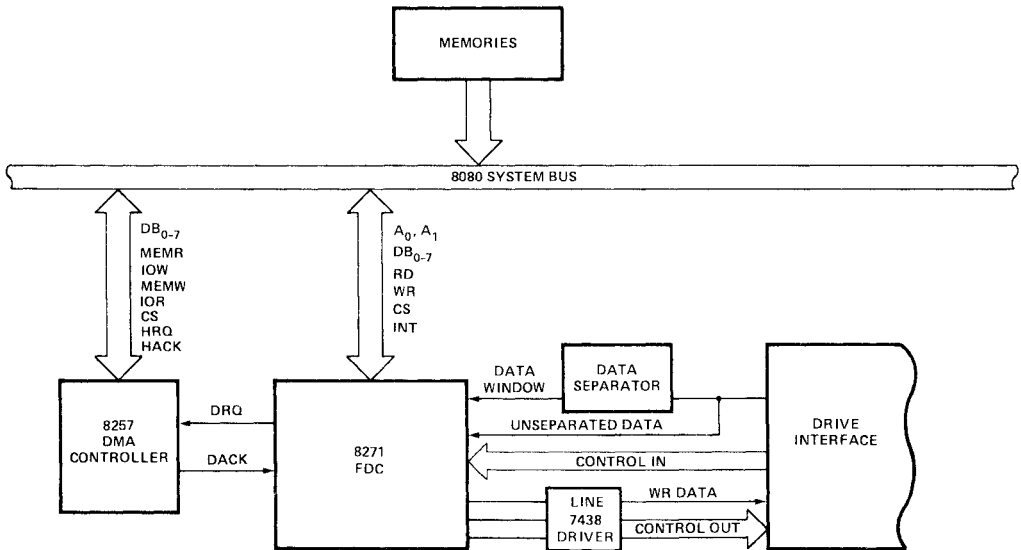 MEMORIES
8080 SYSTEM BUS
DB0-7
MEMR
IOW
MEMW
IOR
CS
HRQ
HACK
A0, A1
DB0-7
RD
WR
CS
INT
8257
DMA
CONTROLLER
DRQ
DACK
8271
FDC
DATA
WINDOW
DATA
SEPARATOR
UNSEPARATED DATA
CONTROL IN
LINE
7438
DRIVER
WR DATA
CONTROL OUT
DRIVE
INTERFACE